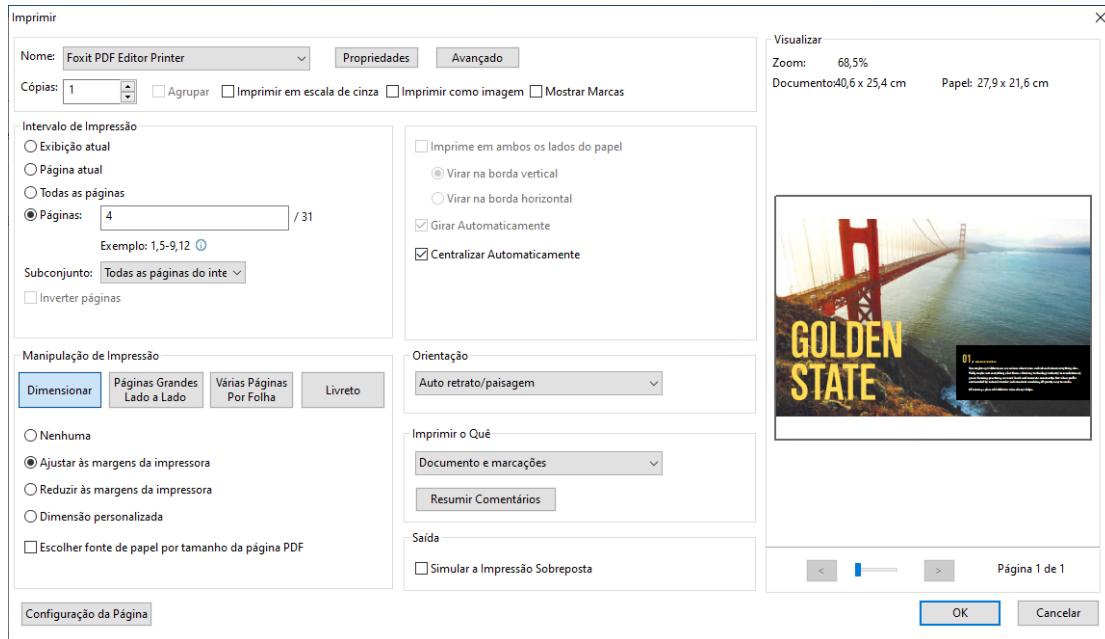 Imprimir
Nome: Foxit PDF Editor Printer Propriedades Avançado
Cópias: 1 Agrupar Imprimir em escala de cinza Imprimir como imagem Mostrar Marcas
Intervalo de Impressão
Exibição atual
Página atual
Todas as páginas
Páginas: 4 / 31
Exemplo: 1,5-9,12
Subconjunto: Todas as páginas do inte
Inverter páginas
Imprime em ambos os lados do papel
Virar na borda vertical
Virar na borda horizontal
Girar Automaticamente
Centralizar Automaticamente
Manipulação de Impressão
Dimensionar
Páginas Grandes
Lado a Lado
Várias Páginas
Por Folha
Livreto
Nenhuma
Ajustar às margens da impressora
Reduzir às margens da impressora
Dimensão personalizada
Escolher fonte de papel por tamanho da página PDF
Orientação
Auto retrato/paisagem
Imprimir o Quê
Documento e marcações
Resumir Comentários
Saída
Simular a Impressão Sobreposta
Visualizar
Zoom: 68,5%
Documento:40,6 x 25,4 cm Papel: 27,9 x 21,6 cm
GOLDEN
STATE
01
< > Página 1 de 1
Configuração da Página
OK Cancelar